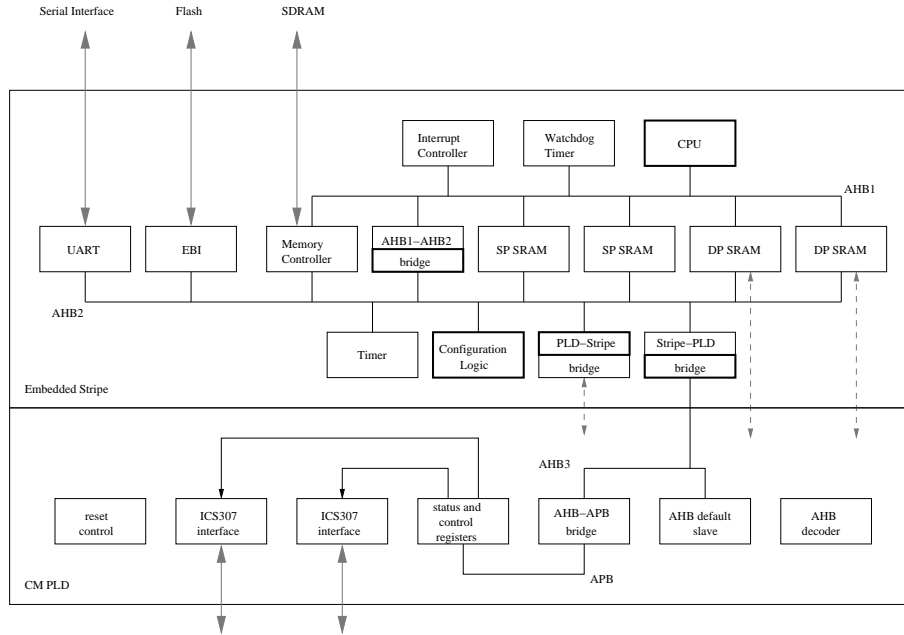 Serial Interface
Flash
SDRAM
Interrupt
Controller
Watchdog
Timer
CPU
AHB1
UART
EBI
Memory
Controller
AHB1−AHB2
bridge
SP SRAM
SP SRAM
DP SRAM
DP SRAM
AHB2
Timer
Configuration
Logic
PLD−Stripe
bridge
Stripe−PLD
bridge
Embedded Stripe
AHB3
reset
control
ICS307
interface
ICS307
interface
status and
control
registers
AHB−APB
bridge
AHB default
slave
AHB
decoder
CM PLD
APB